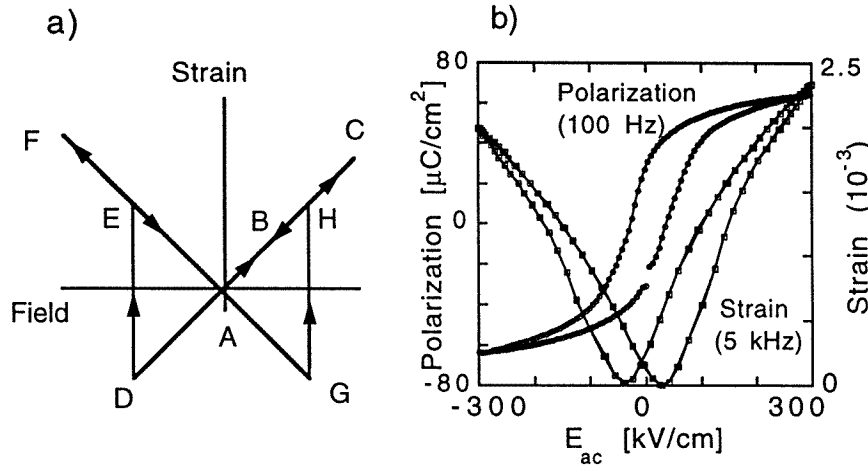 a)
Strain
F
C
E
B
H
Field
A
D
G
b)
80
0
-80
Polarization [μC/cm²]
Polarization
(100 Hz)
Strain
(5 kHz)
2.5
0
Strain (10⁻³)
-300
0
300
E_ac [kV/cm]